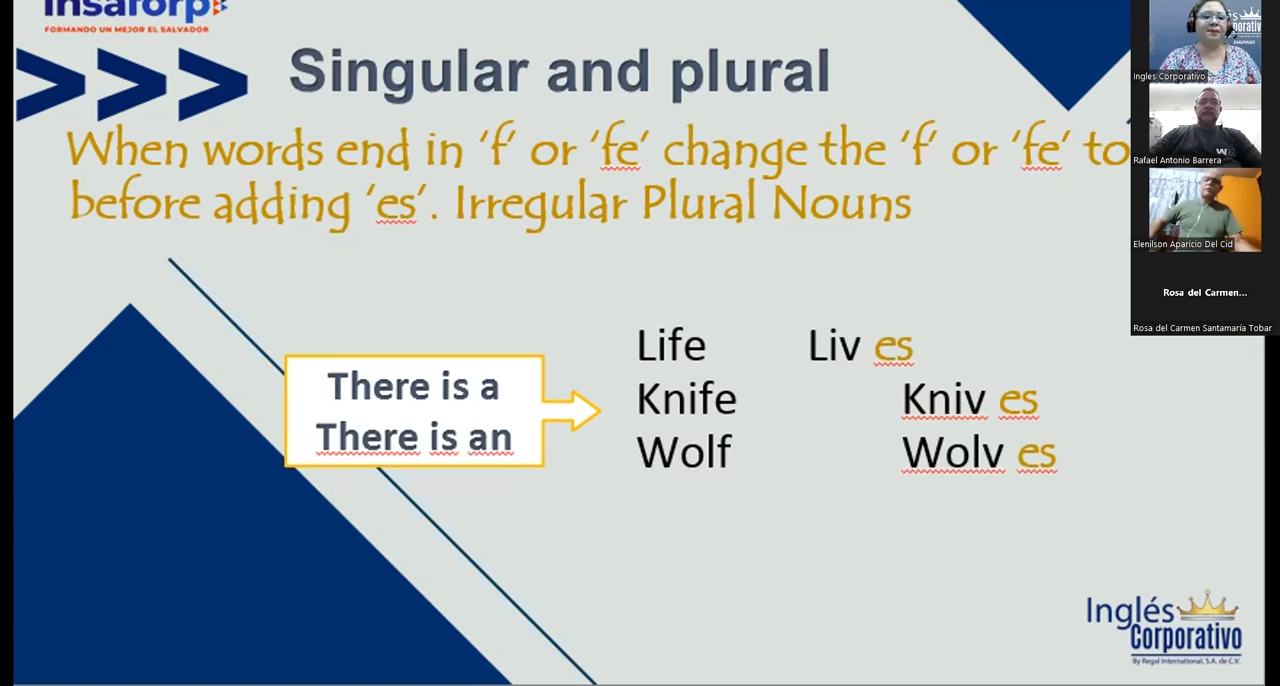 Insaforp
FORMANDO UN MEJOR EL SALVADOR
Singular and plural
When words end in ‘f’ or ‘fe’ change the ‘f’ or ‘fe’ to
before adding ‘es’. Irregular Plural Nouns
There is a
There is an
Life Liv es
Knife Kniv es
Wolf Wolv es
Ingles Corporativo
Rafael Antonio Barrera
Elenilson Aparicio Del Cid
Rosa del Carmen...
Rosa del Carmen Santamaría Tobar
Inglés
Corporativo
By Regal International, S.A. de C.V.